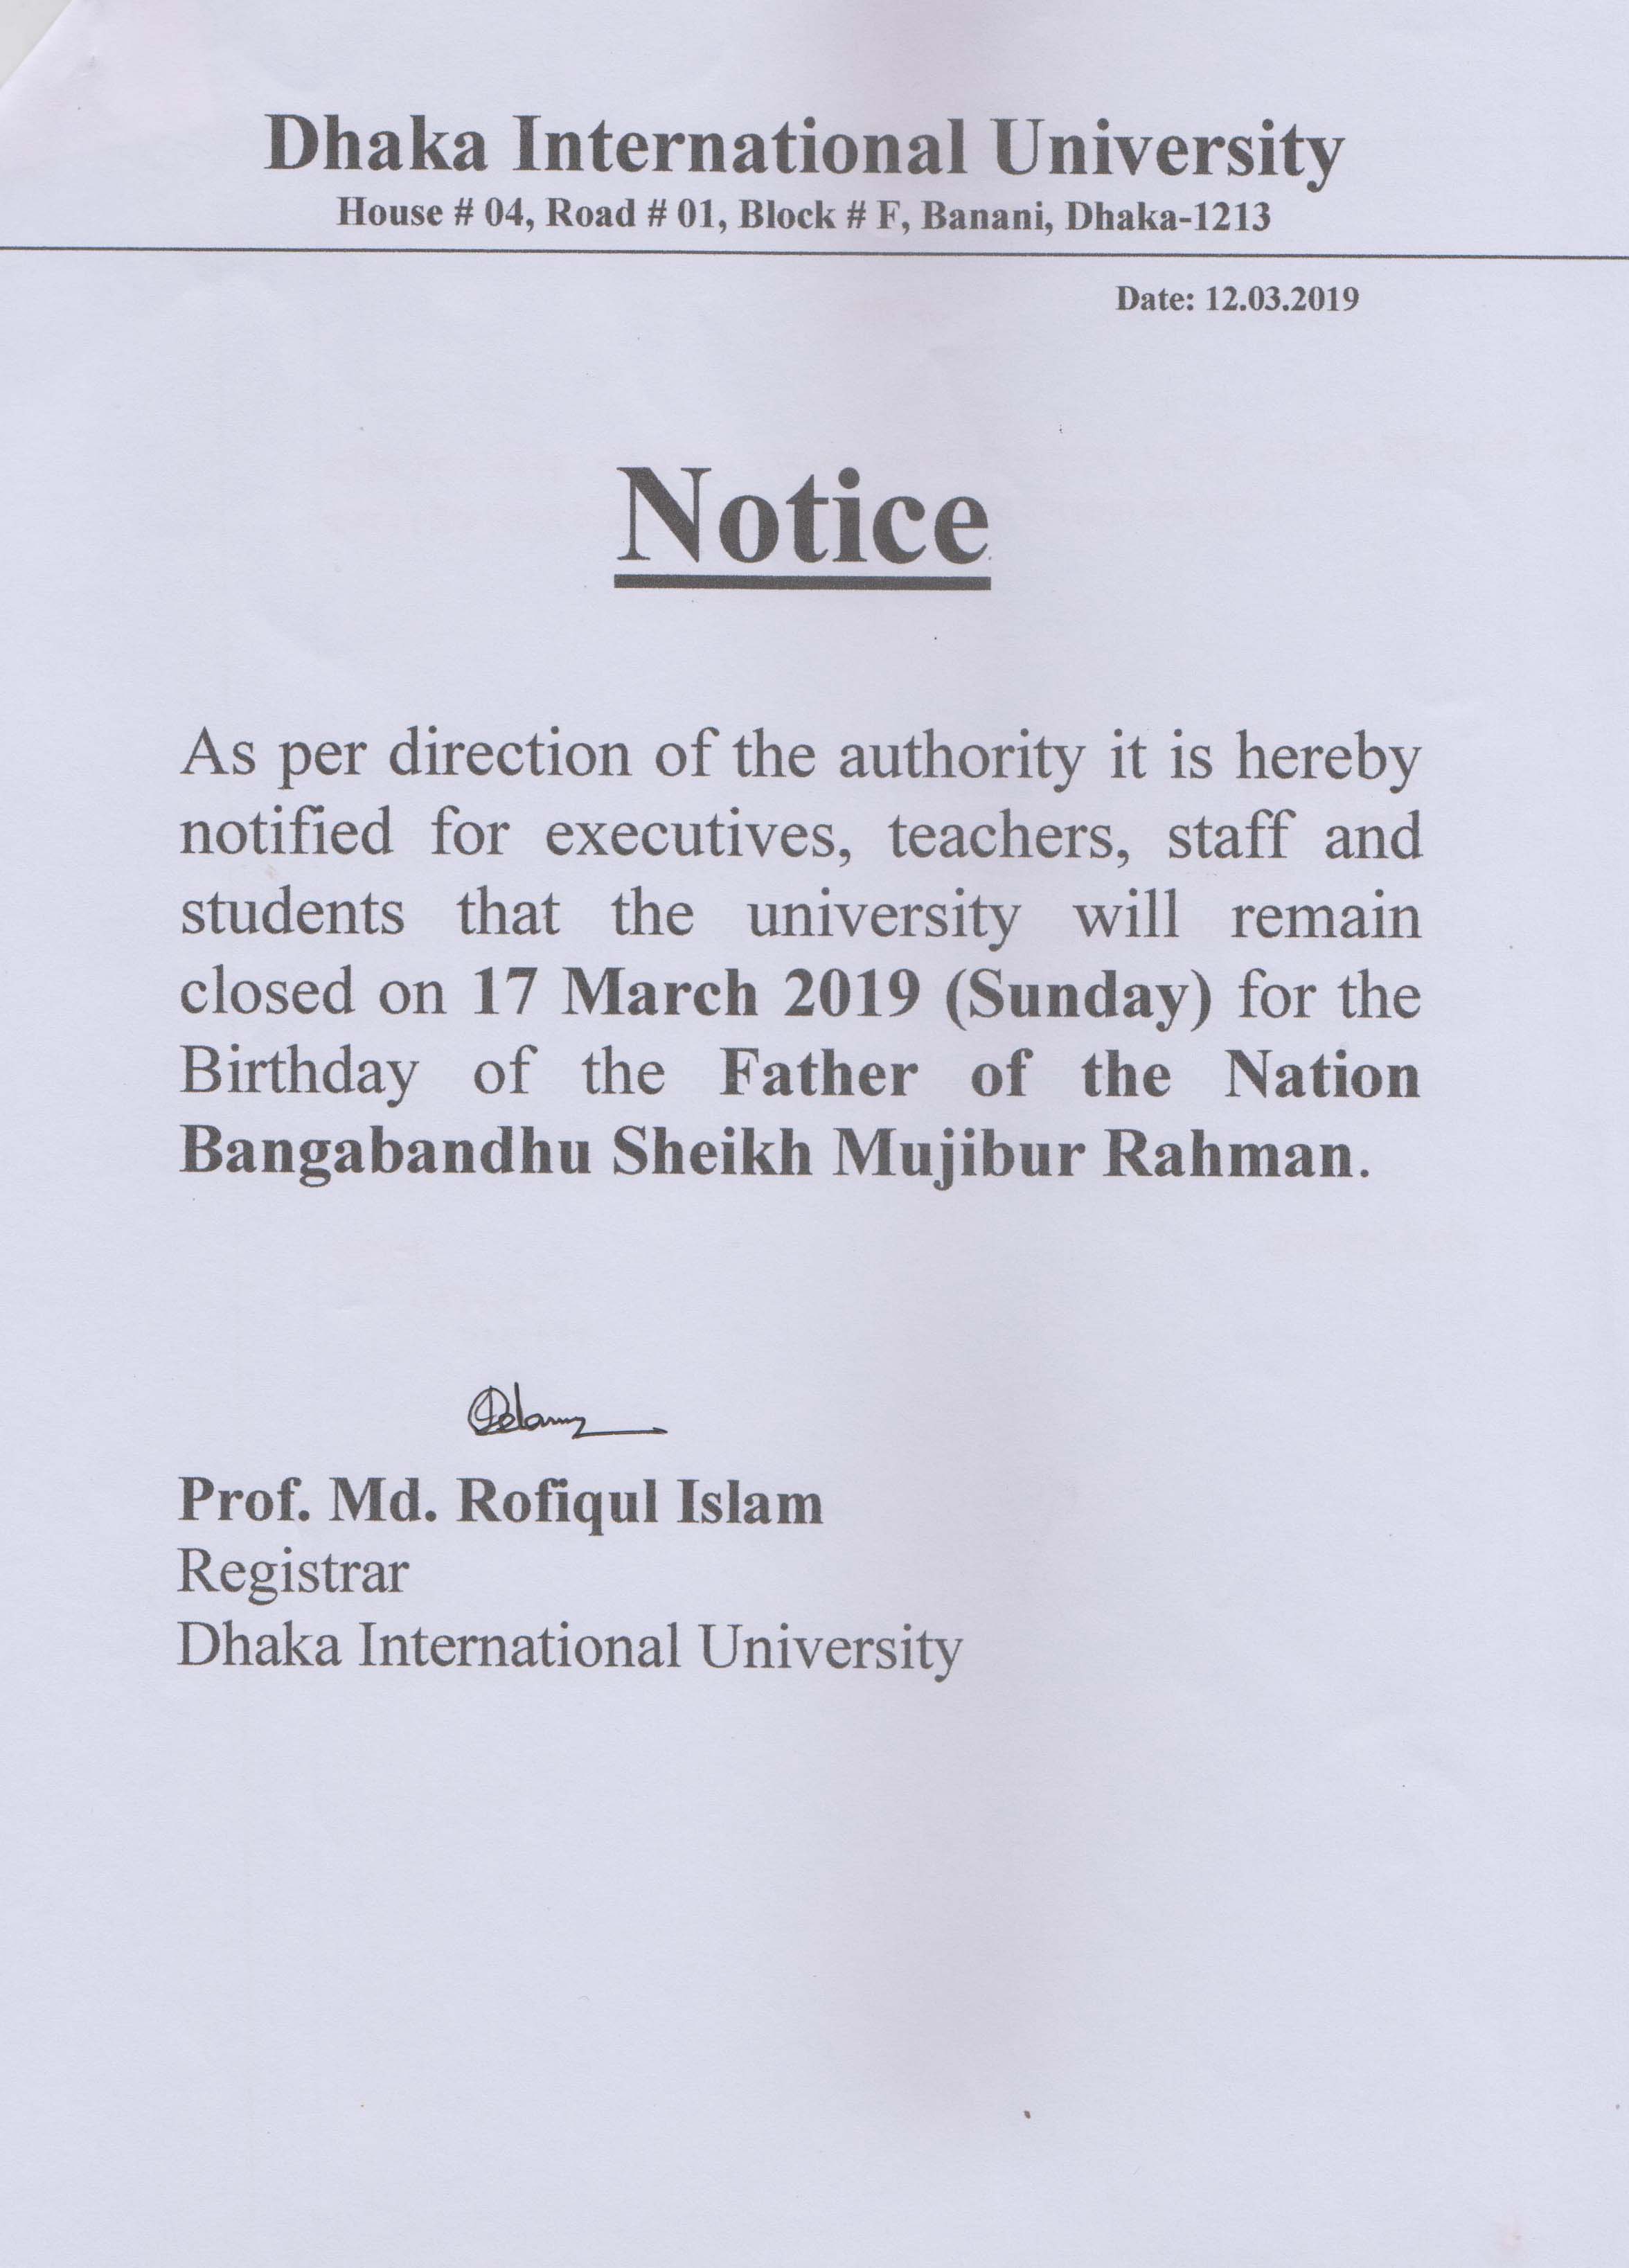 Dhaka International University
House # 04, Road # 01, Block # F, Banani, Dhaka-1213
Date: 12.03.2019
Notice
As per direction of the authority it is hereby
notified for executives, teachers, staff and
students that the university will remain
closed on 17 March 2019 (Sunday) for the
Birthday of the Father of the Nation
Bangabandhu Sheikh Mujibur Rahman.
Prof. Md. Rofiqul Islam
Registrar
Dhaka International University